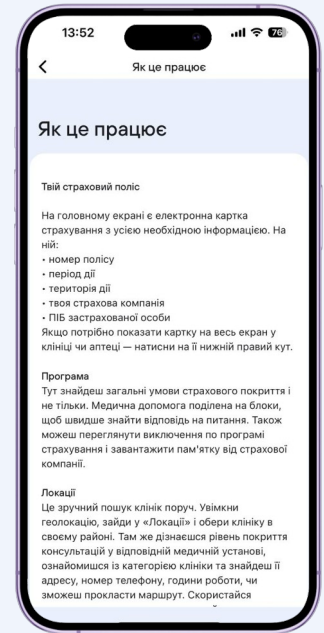 13:52
76
Як це працює
Як це працює
Твій страховий поліс
На головному екрані є електронна картка
страхування з усією необхідною інформацією. На
ній:
• номер полісу
• період дії
• територія дії
• твоя страхова компанія
• ПІБ застрахованої особи
Якщо потрібно показати картку на весь екран у
клініці чи аптеці — натисни на її нижній правий кут.
Програма
Тут знайдеш загальні умови страхового покриття і
не тільки. Медична допомога поділена на блоки,
щоб швидше знайти відповідь на питання. Також
можеш переглянути виключення по програмі
страхування і завантажити пам’ятку від страхової
компанії.
Локації
Це зручний пошук клінік поруч. Увімкни
геолокацію, зайди у «Локації» і обери клініку в
своєму районі. Там же дізнаєшся рівень покриття
консультацій у відповідній медичній установі,
ознайомишся із категорією клініки та знайдеш її
адресу, номер телефону, години роботи, чи
зможеш прокласти маршрут. Скористайся